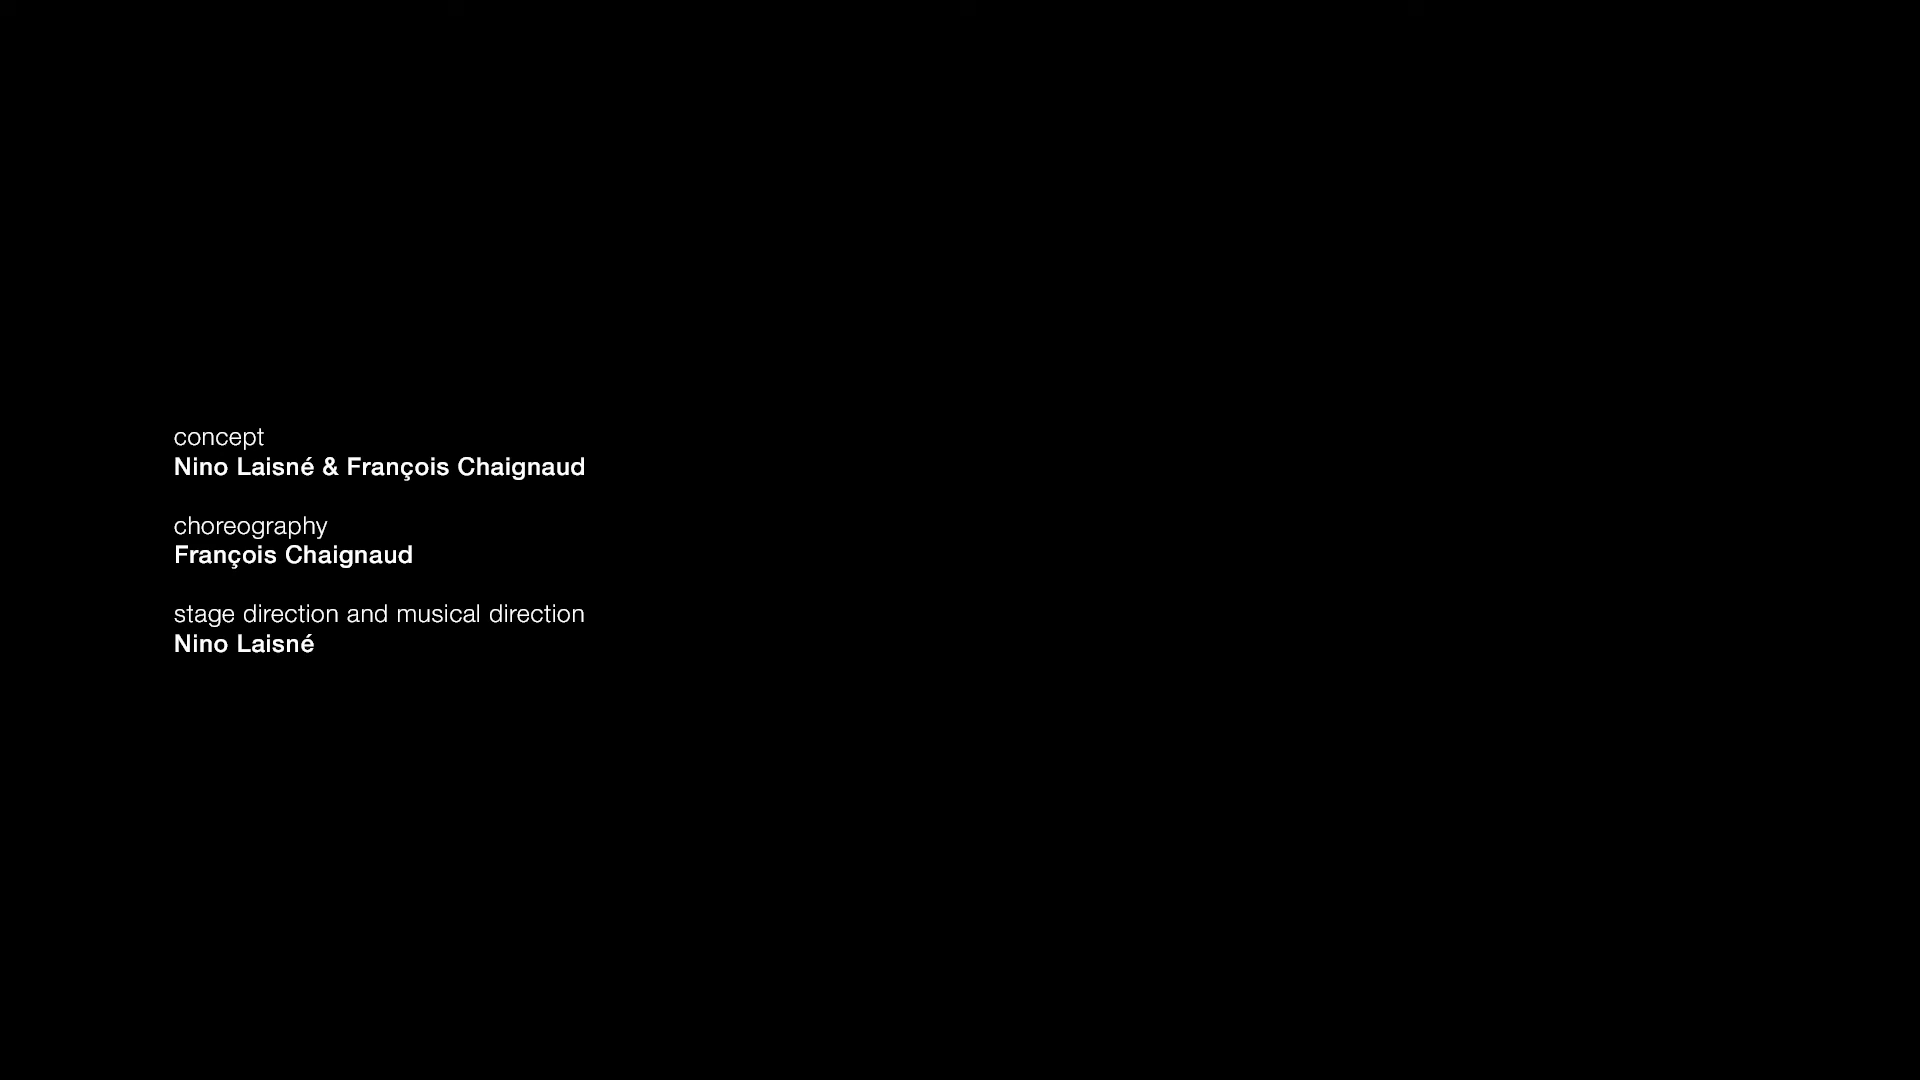 concept
Nino Laisné & François Chaignaud
choreography
François Chaignaud
stage direction and musical direction
Nino Laisné